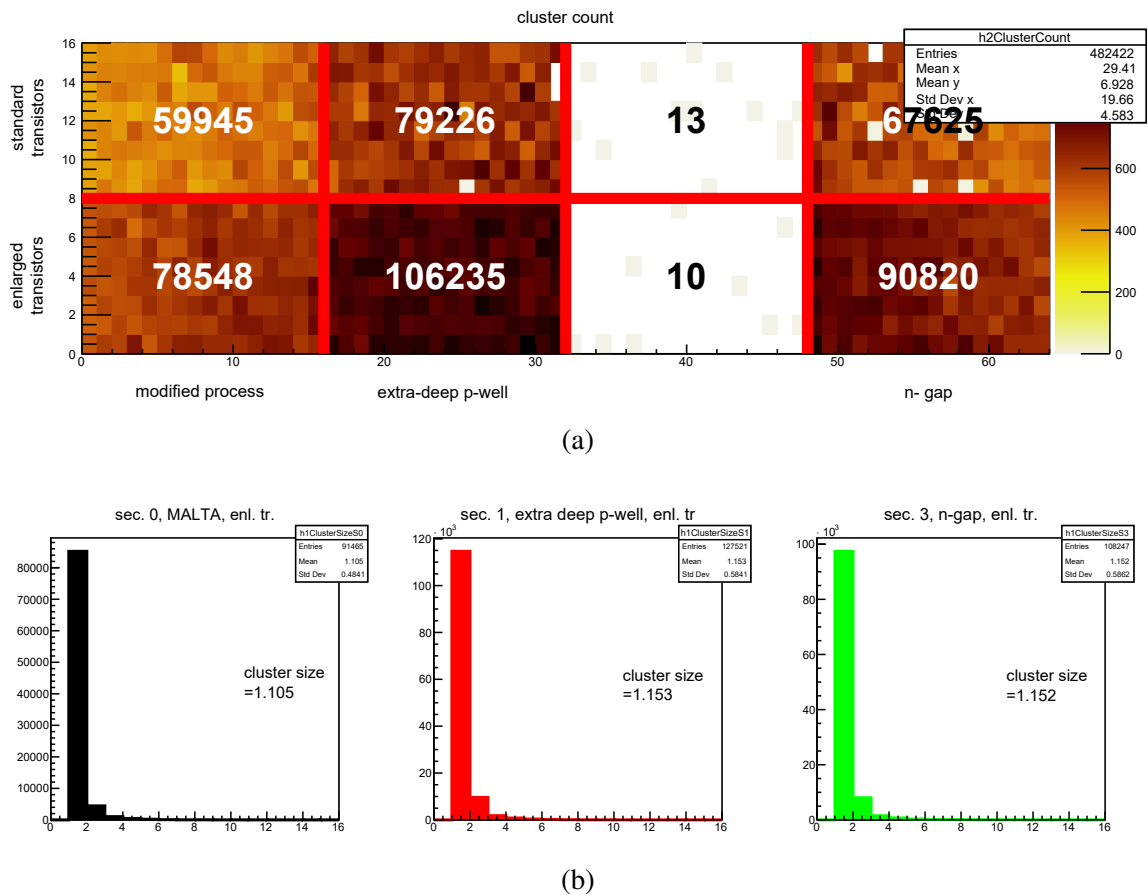 cluster count
h2ClusterCount
Entries 482422
Mean x 29.41
Mean y 6.928
Std Dev x 19.66
4.583
standard
transistors
enlarged
transistors
16
14
12
10
8
6
4
2
0
59945
79226
13
67625
78548
106235
10
90820
600
400
200
0
0 10 20 30 40 50 60
modified process
extra-deep p-well
n- gap
(a)
sec. 0, MALTA, enl. tr.
h1ClusterSizeS0
Entries 91465
Mean 1.105
Std Dev 0.4841
80000
70000
60000
50000
40000
30000
20000
10000
0
cluster size
=1.105
0 2 4 6 8 10 12 14 16
sec. 1, extra deep p-well, enl. tr
× 10³
h1ClusterSizeS1
Entries 127521
Mean 1.153
Std Dev 0.5841
120
100
80
60
40
20
0
cluster size
=1.153
0 2 4 6 8 10 12 14 16
sec. 3, n-gap, enl. tr.
× 10³
h1ClusterSizeS3
Entries 108247
Mean 1.152
Std Dev 0.5862
100
80
60
40
20
0
cluster size
=1.152
0 2 4 6 8 10 12 14 16
(b)